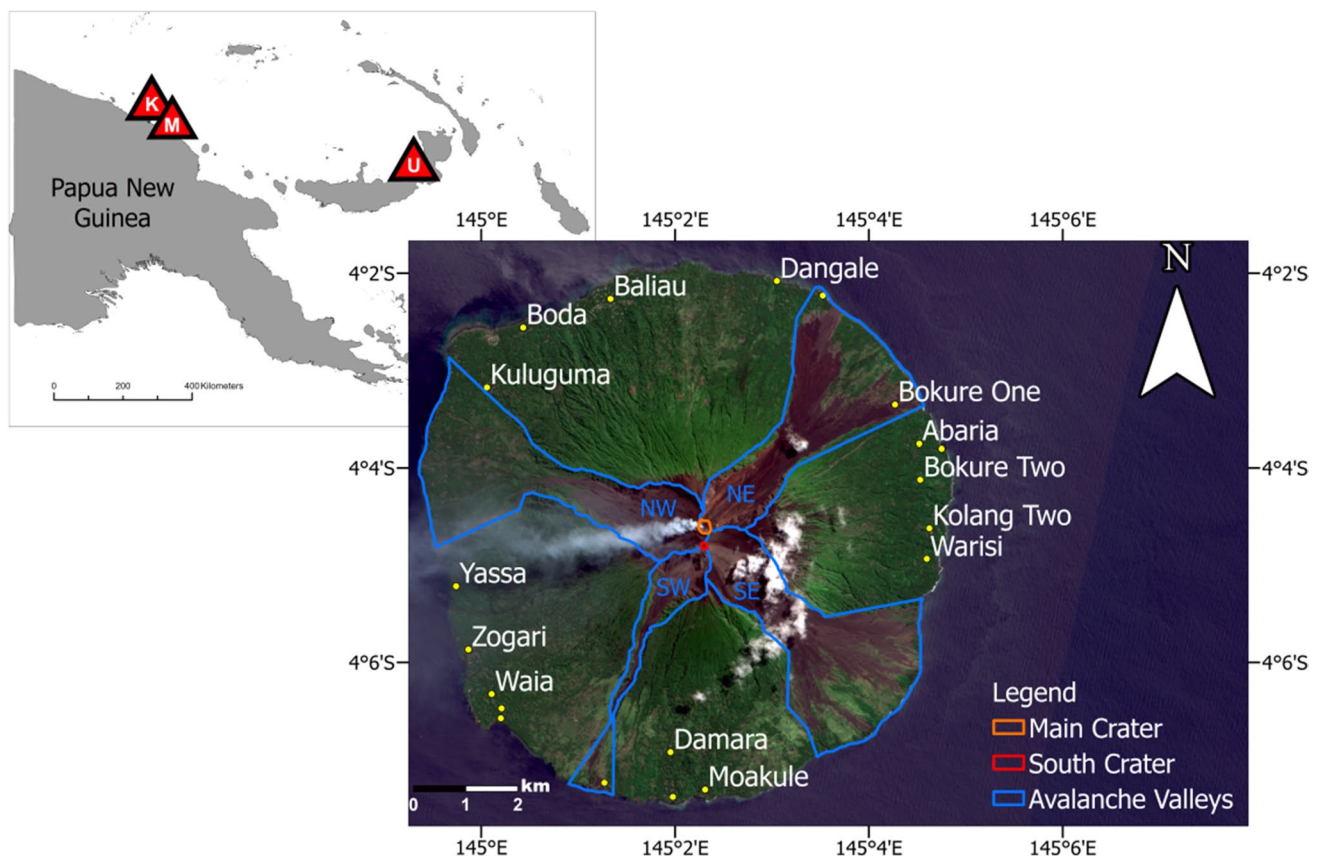 K
M
U
Papua New
Guinea
0 200 400 Kilometers
145°E 145°2'E 145°4'E 145°6'E
N
4°2'S 4°2'S
Dangale
Baliau
Boda
Kuluguma
Bokure One
Abaria
4°4'S 4°4'S
Bokure Two
NW NE
Kolang Two
Warisi
Yassa
SW SE
Zogari
4°6'S 4°6'S
Waia
Legend
Main Crater
Damara
South Crater
Moakule
km
0 1 2
Avalanche Valleys
145°E 145°2'E 145°4'E 145°6'E